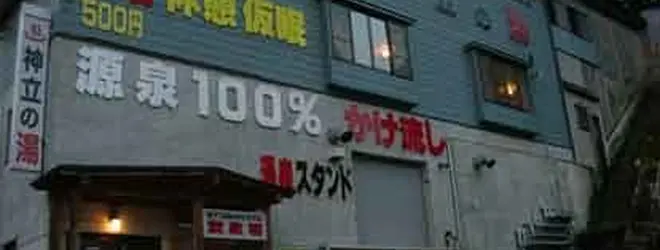 休憩仮眠
500円
神立の湯
源泉100%かけ流し
温泉スタンド